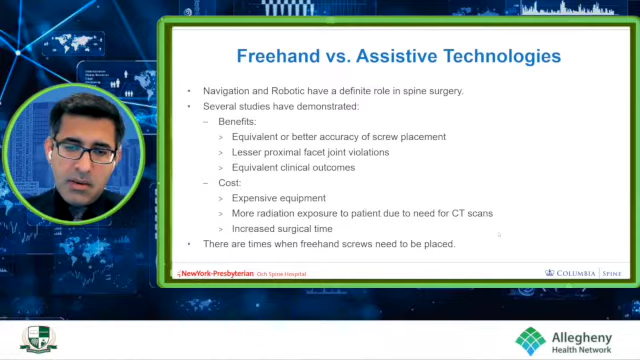 Freehand vs. Assistive Technologies
• Navigation and Robotic have a definite role in spine surgery.
• Several studies have demonstrated:
– Benefits:
> Equivalent or better accuracy of screw placement
> Lesser proximal facet joint violations
> Equivalent clinical outcomes
– Cost:
> Expensive equipment
> More radiation exposure to patient due to need for CT scans
> Increased surgical time
• There are times when freehand screws need to be placed.
NewYork-Presbyterian Och Spine Hospital
COLUMBIA | SPINE
Allegheny
Health Network